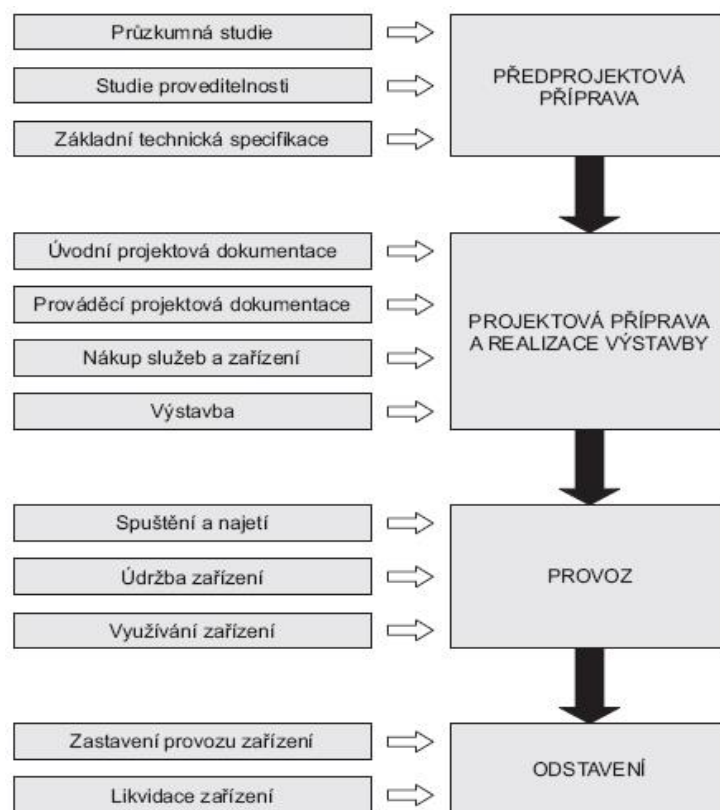 Průzkumná studie
Studie proveditelnosti
Základní technická specifikace
PŘEDPROJEKTOVÁ
PŘÍPRAVA
Úvodní projektová dokumentace
Prováděcí projektová dokumentace
Nákup služeb a zařízení
Výstavba
PROJEKTOVÁ PŘÍPRAVA
A REALIZACE VÝSTAVBY
Spuštění a najetí
Údržba zařízení
Využívání zařízení
PROVOZ
Zastavení provozu zařízení
Likvidace zařízení
ODSTAVENÍ